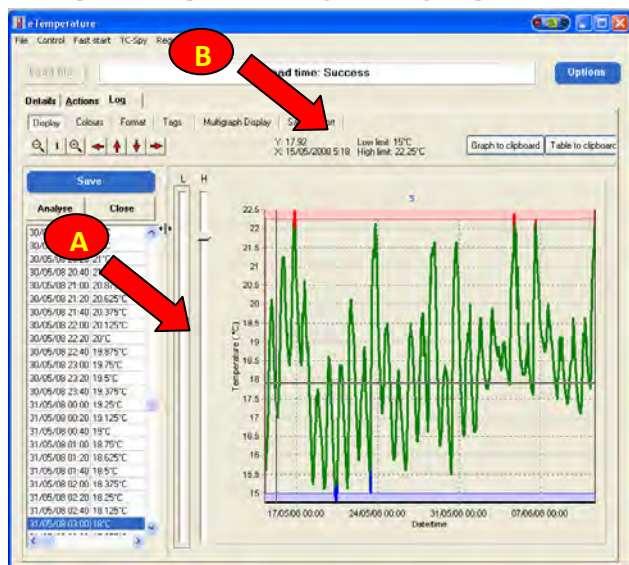 eTemperature
File Control Fast start TC-Spy
B
ad time: Success
Options
Details Actions Log
Display Colours Format Tags Multigraph Display
Y: 17.92 Low limit: 15°C
X: 15/05/2008 5:18 High limit: 22.25°C
Graph to clipboard Table to clipboard
Save
L H
Analyse Close
A
30/05/08 20:40
30/05/08 21:00
30/05/08 21:20 20.625°C
30/05/08 21:40 20.375°C
30/05/08 22:00 20.125°C
30/05/08 22:20 20°C
30/05/08 22:40 19.875°C
30/05/08 23:00 19.75°C
30/05/08 23:20 19.5°C
30/05/08 23:40 19.375°C
31/05/08 00:00 19.25°C
31/05/08 00:20 19.125°C
31/05/08 00:40 19°C
31/05/08 01:00 18.75°C
31/05/08 01:20 18.625°C
31/05/08 01:40 18.5°C
31/05/08 02:00 18.375°C
31/05/08 02:20 18.25°C
31/05/08 02:40 18.125°C
31/05/08 03:00 18°C
22.5
22
21.5
21
20.5
20
19.5
19
18.5
18
17.5
17
16.5
16
15.5
15
Temperature (°C)
17/05/08 00:00 24/05/08 00:00 31/05/08 00:00 07/06/08 00:00
Date/time